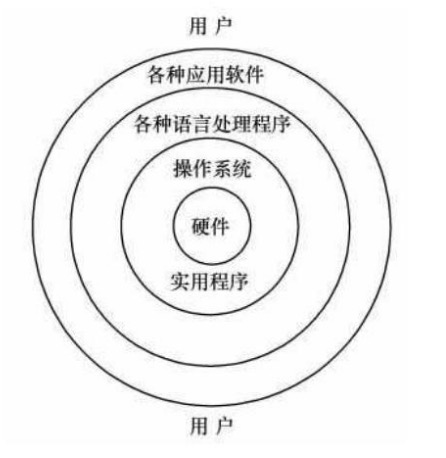 用户
各种应用软件
各种语言处理程序
操作系统
硬件
实用程序
用户